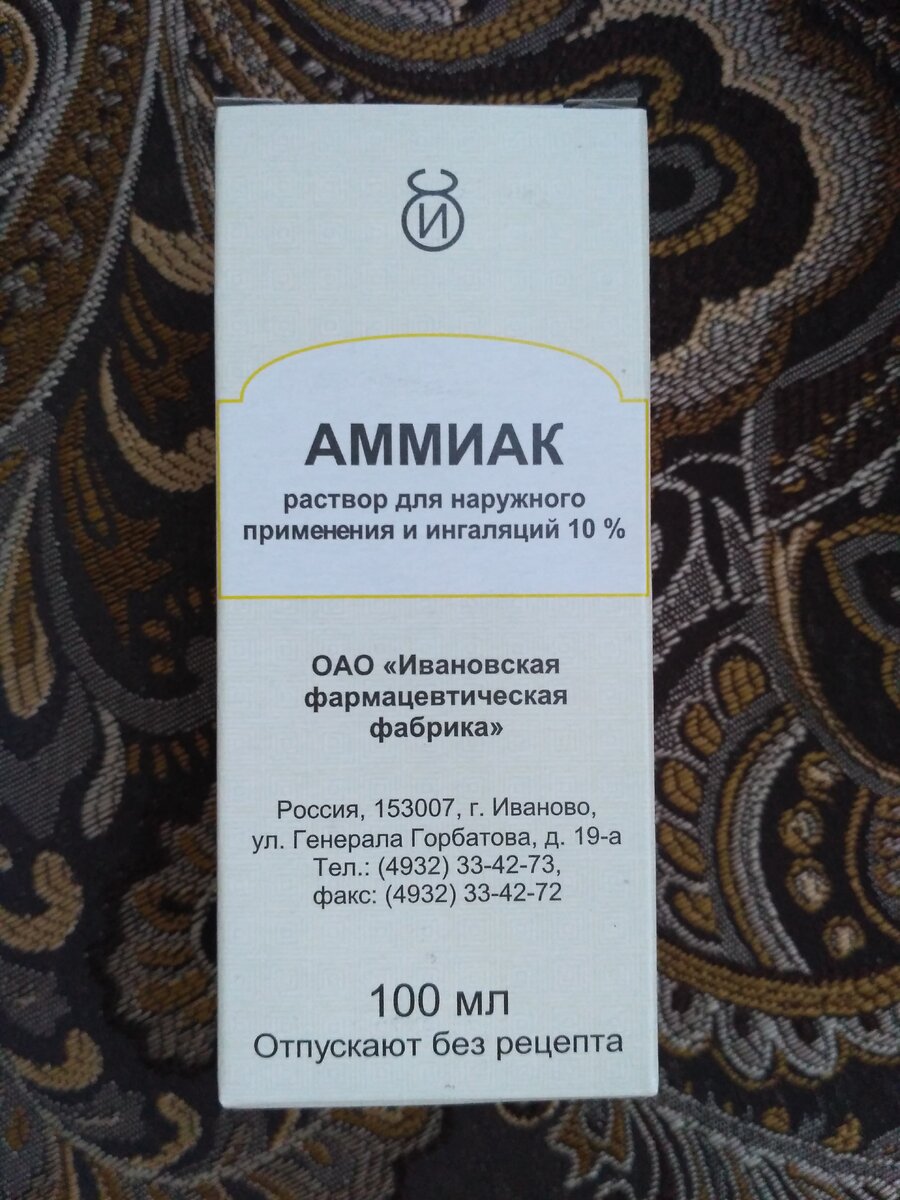 И
АММИАК
раствор для наружного
применения и ингаляций 10 %
ОАО «Ивановская
фармацевтическая
фабрика»
Россия, 153007, г. Иваново,
ул. Генерала Горбатова, д. 19-а
Тел.: (4932) 33-42-73,
факс: (4932) 33-42-72
100 мл
Отпускают без рецепта